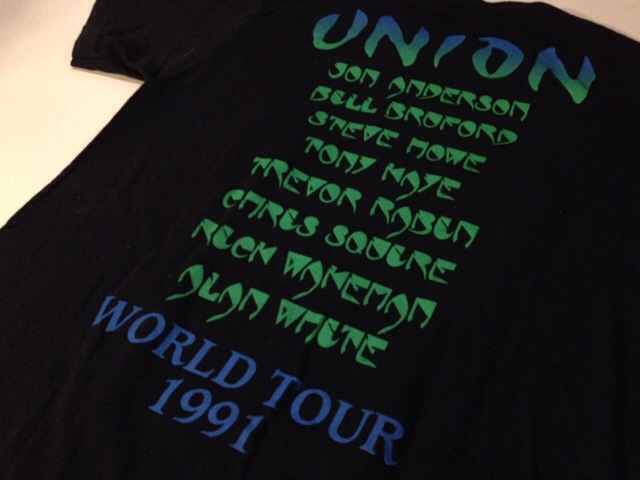 UNION
JON ANDERSON
BILL BRUFORD
STEVE HOWE
TONY KAYE
TREVOR RABIN
CHRIS SQUIRE
RICK WAKEMAN
ALAN WHITE
WORLD TOUR
1991